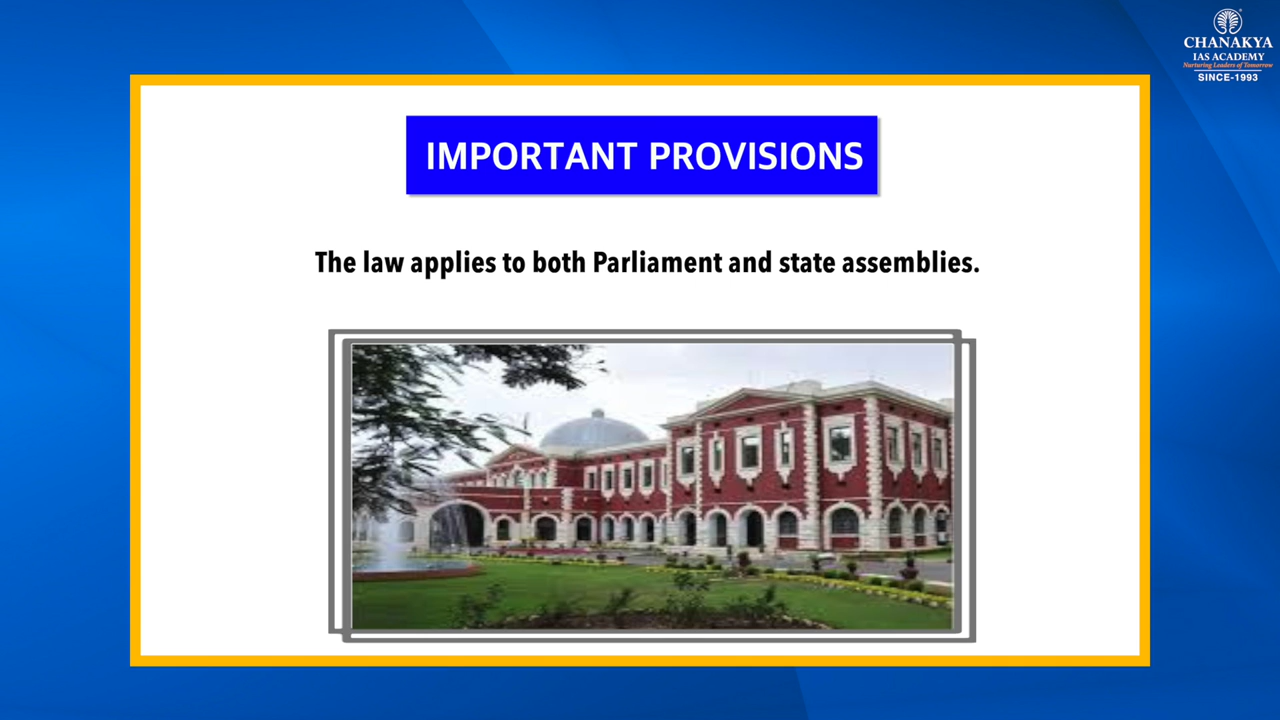 CHANAKYA
IAS ACADEMY
Nurturing Leaders of Tomorrow
SINCE-1993
IMPORTANT PROVISIONS
The law applies to both Parliament and state assemblies.